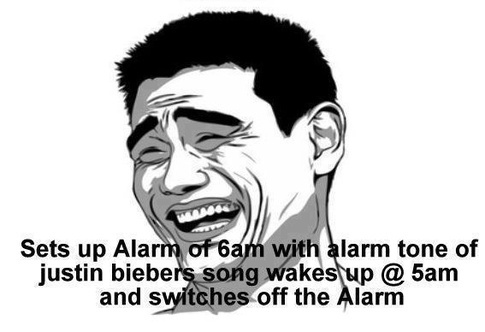 Sets up Alarm of 6am with alarm tone of
justin biebers song wakes up @ 5am
and switches off the Alarm